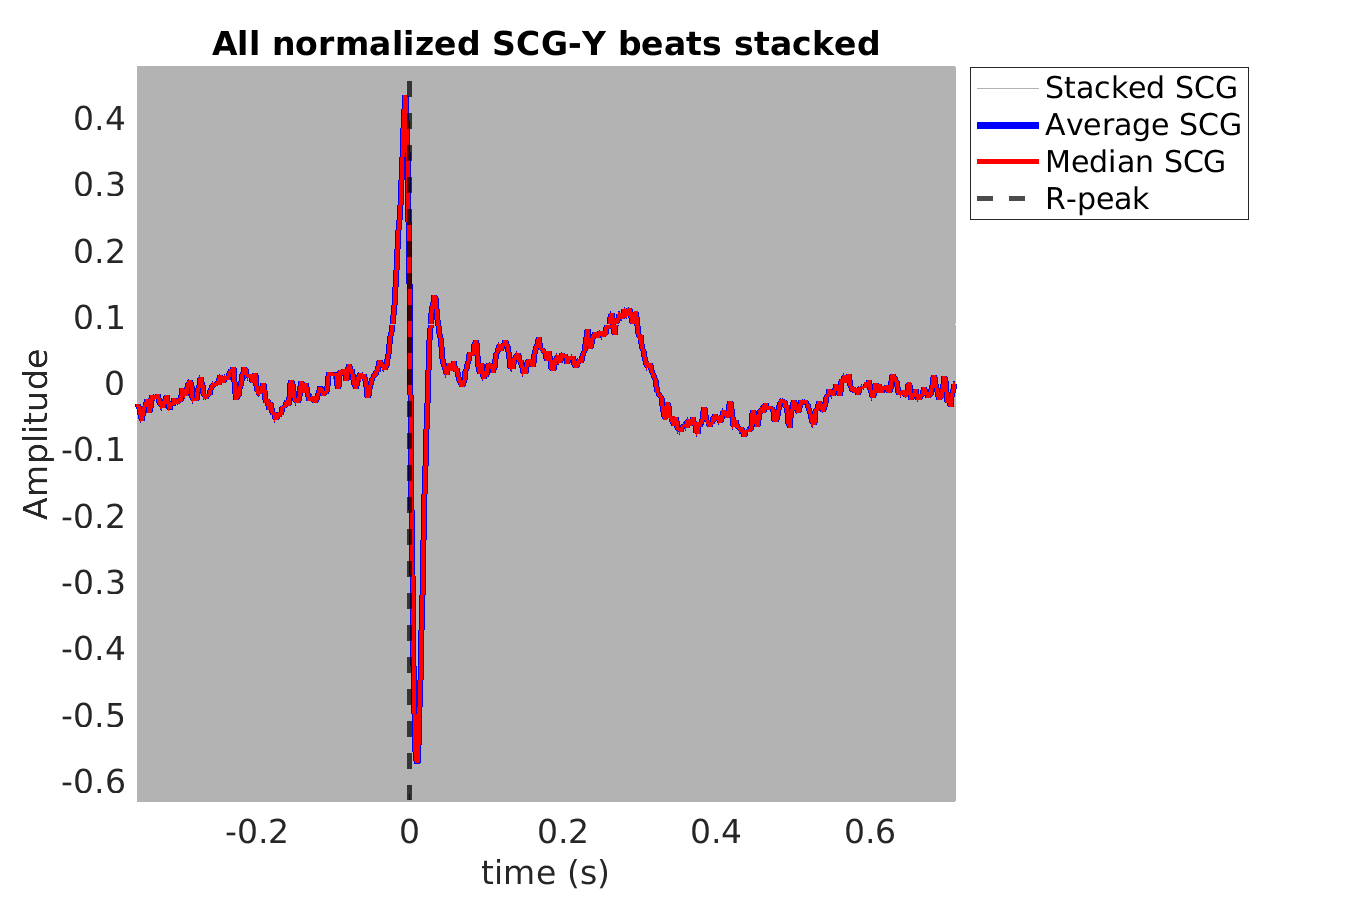 All normalized SCG-Y beats stacked
Stacked SCG
Average SCG
Median SCG
R-peak
Amplitude
0.4
0.3
0.2
0.1
0
-0.1
-0.2
-0.3
-0.4
-0.5
-0.6
-0.2 0 0.2 0.4 0.6
time (s)